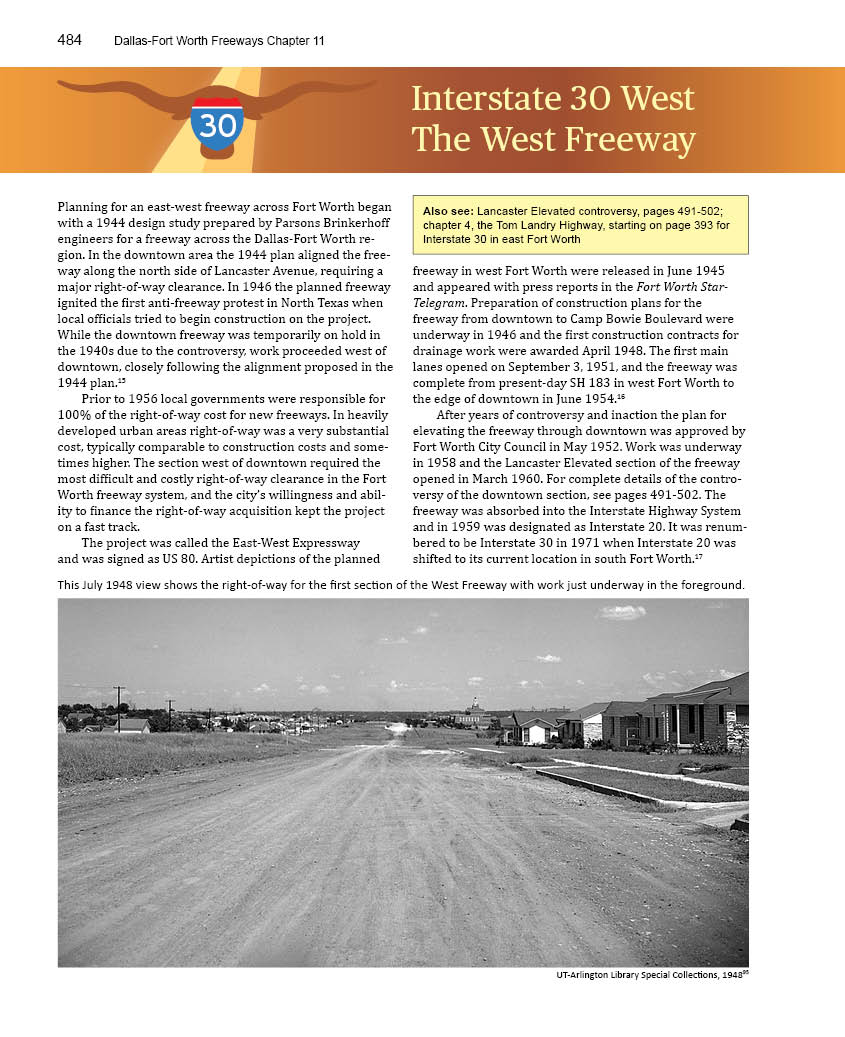 484
Dallas-Fort Worth Freeways Chapter 11
30
Interstate 30 West
The West Freeway
Planning for an east-west freeway across Fort Worth began
with a 1944 design study prepared by Parsons Brinkerhoff
engineers for a freeway across the Dallas-Fort Worth re-
gion. In the downtown area the 1944 plan aligned the free-
way along the north side of Lancaster Avenue, requiring a
major right-of-way clearance. In 1946 the planned freeway
ignited the first anti-freeway protest in North Texas when
local officials tried to begin construction on the project.
While the downtown freeway was temporarily on hold in
the 1940s due to the controversy, work proceeded west of
downtown, closely following the alignment proposed in the
1944 plan.15
Prior to 1956 local governments were responsible for
100% of the right-of-way cost for new freeways. In heavily
developed urban areas right-of-way was a very substantial
cost, typically comparable to construction costs and some-
times higher. The section west of downtown required the
most difficult and costly right-of-way clearance in the Fort
Worth freeway system, and the city's willingness and abil-
ity to finance the right-of-way acquisition kept the project
on a fast track.
The project was called the East-West Expressway
and was signed as US 80. Artist depictions of the planned
Also see: Lancaster Elevated controversy, pages 491-502;
chapter 4, the Tom Landry Highway, starting on page 393 for
Interstate 30 in east Fort Worth
freeway in west Fort Worth were released in June 1945
and appeared with press reports in the Fort Worth Star-
Telegram. Preparation of construction plans for the
freeway from downtown to Camp Bowie Boulevard were
underway in 1946 and the first construction contracts for
drainage work were awarded April 1948. The first main
lanes opened on September 3, 1951, and the freeway was
complete from present-day SH 183 in west Fort Worth to
the edge of downtown in June 1954.16
After years of controversy and inaction the plan for
elevating the freeway through downtown was approved by
Fort Worth City Council in May 1952. Work was underway
in 1958 and the Lancaster Elevated section of the freeway
opened in March 1960. For complete details of the contro-
versy of the downtown section, see pages 491-502. The
freeway was absorbed into the Interstate Highway System
and in 1959 was designated as Interstate 20. It was renum-
bered to be Interstate 30 in 1971 when Interstate 20 was
shifted to its current location in south Fort Worth.17
This July 1948 view shows the right-of-way for the first section of the West Freeway with work just underway in the foreground.
UT-Arlington Library Special Collections, 194895